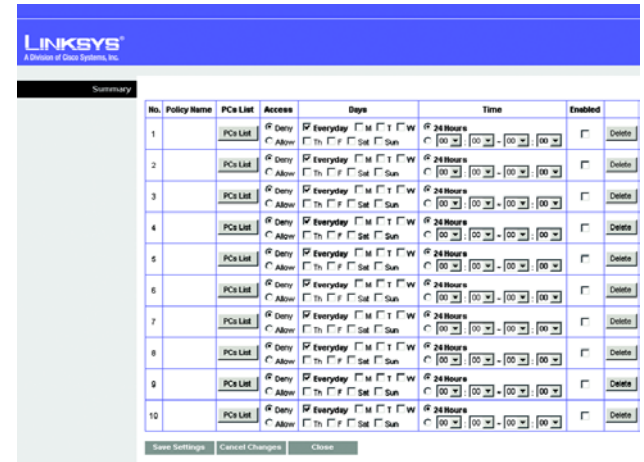 LINKSYS®
A Division of Cisco Systems, Inc.
Summary
No. Policy Name PCs List Access Days Time Enabled
1 PCs List Deny Everyday M T W 24 Hours Delete
Allow Th F Sat Sun 00 : 00 - 00 : 00
2 PCs List Deny Everyday M T W 24 Hours Delete
Allow Th F Sat Sun 00 : 00 - 00 : 00
3 PCs List Deny Everyday M T W 24 Hours Delete
Allow Th F Sat Sun 00 : 00 - 00 : 00
4 PCs List Deny Everyday M T W 24 Hours Delete
Allow Th F Sat Sun 00 : 00 - 00 : 00
5 PCs List Deny Everyday M T W 24 Hours Delete
Allow Th F Sat Sun 00 : 00 - 00 : 00
6 PCs List Deny Everyday M T W 24 Hours Delete
Allow Th F Sat Sun 00 : 00 - 00 : 00
7 PCs List Deny Everyday M T W 24 Hours Delete
Allow Th F Sat Sun 00 : 00 - 00 : 00
8 PCs List Deny Everyday M T W 24 Hours Delete
Allow Th F Sat Sun 00 : 00 - 00 : 00
9 PCs List Deny Everyday M T W 24 Hours Delete
Allow Th F Sat Sun 00 : 00 - 00 : 00
10 PCs List Deny Everyday M T W 24 Hours Delete
Allow Th F Sat Sun 00 : 00 - 00 : 00
Save Settings Cancel Changes Close